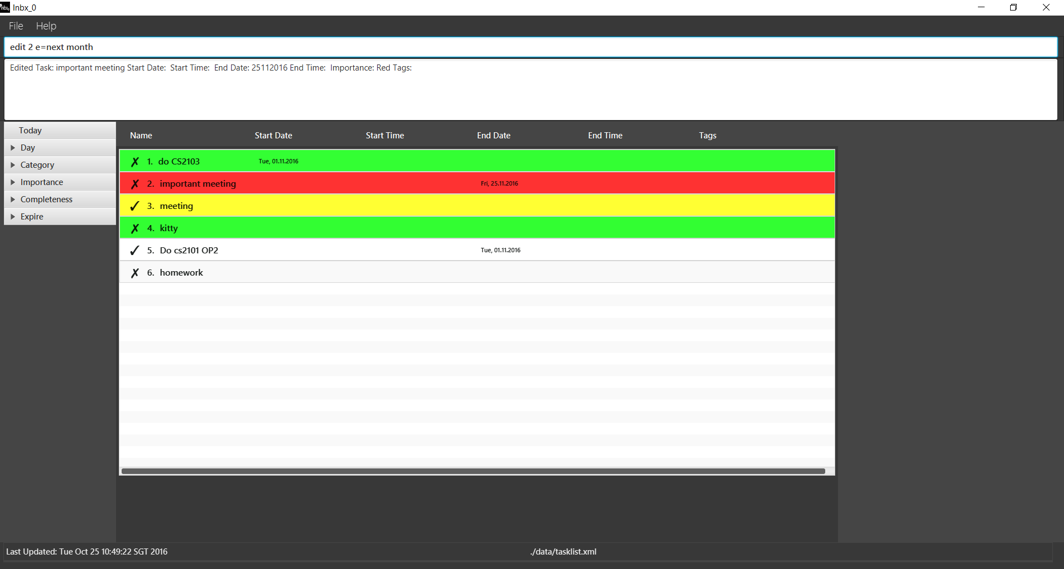 Inbx_0
File Help
edit 2 e=next month
Edited Task: important meeting Start Date: Start Time: End Date: 25112016 End Time: Importance: Red Tags:
Today
Day
Category
Importance
Completeness
Expire
Name Start Date Start Time End Date End Time Tags
✗ 1. do CS2103 Tue, 01.11.2016
✗ 2. important meeting Fri, 25.11.2016
✓ 3. meeting
✗ 4. kitty
✓ 5. Do cs2101 OP2 Tue, 01.11.2016
✗ 6. homework
Last Updated: Tue Oct 25 10:49:22 SGT 2016 ./data/tasklist.xml